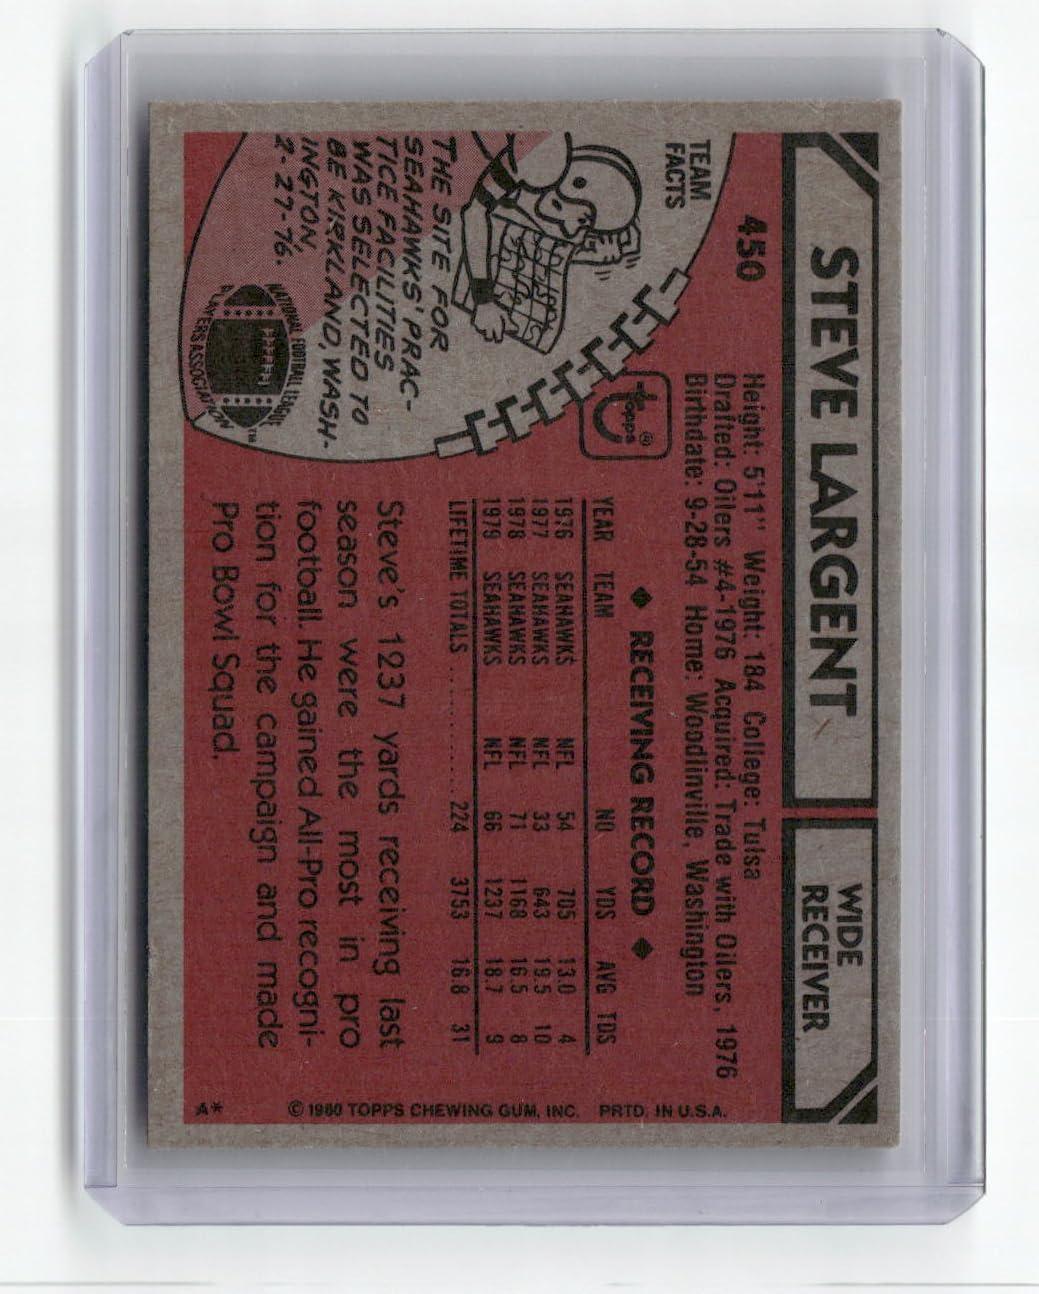 STEVE LARGENT
WIDE
RECEIVER
450
Height: 5'11" Weight: 184 College: Tulsa
Drafted: Oilers #4-1976 Acquired: Trade with Oilers, 1976
Birthdate: 9-28-54 Home: Woodlinville, Washington
TEAM
FACTS
THE SITE FOR
SEAHAWKS' PRAC-
TICE FACILITIES
WAS SELECTED TO
BE KIRKLAND, WASH-
INGTON,
2-27-76.
NATIONAL FOOTBALL LEAGUE
PLAYERS ASSOCIATION
TM
topps®
◆ RECEIVING RECORD ◆
YEAR TEAM NO YDS AVG TDS
1976 SEAHAWKS NFL 54 705 13.0 4
1977 SEAHAWKS NFL 33 643 19.5 10
1978 SEAHAWKS NFL 71 1168 16.5 8
1979 SEAHAWKS NFL 66 1237 18.7 9
LIFETIME TOTALS .......... 224 3753 16.8 31
Steve's 1237 yards receiving last
season were the most in pro
football. He gained All-Pro recogni-
tion for the campaign and made
Pro Bowl Squad.
A* © 1980 TOPPS CHEWING GUM, INC. PRTD. IN U.S.A.